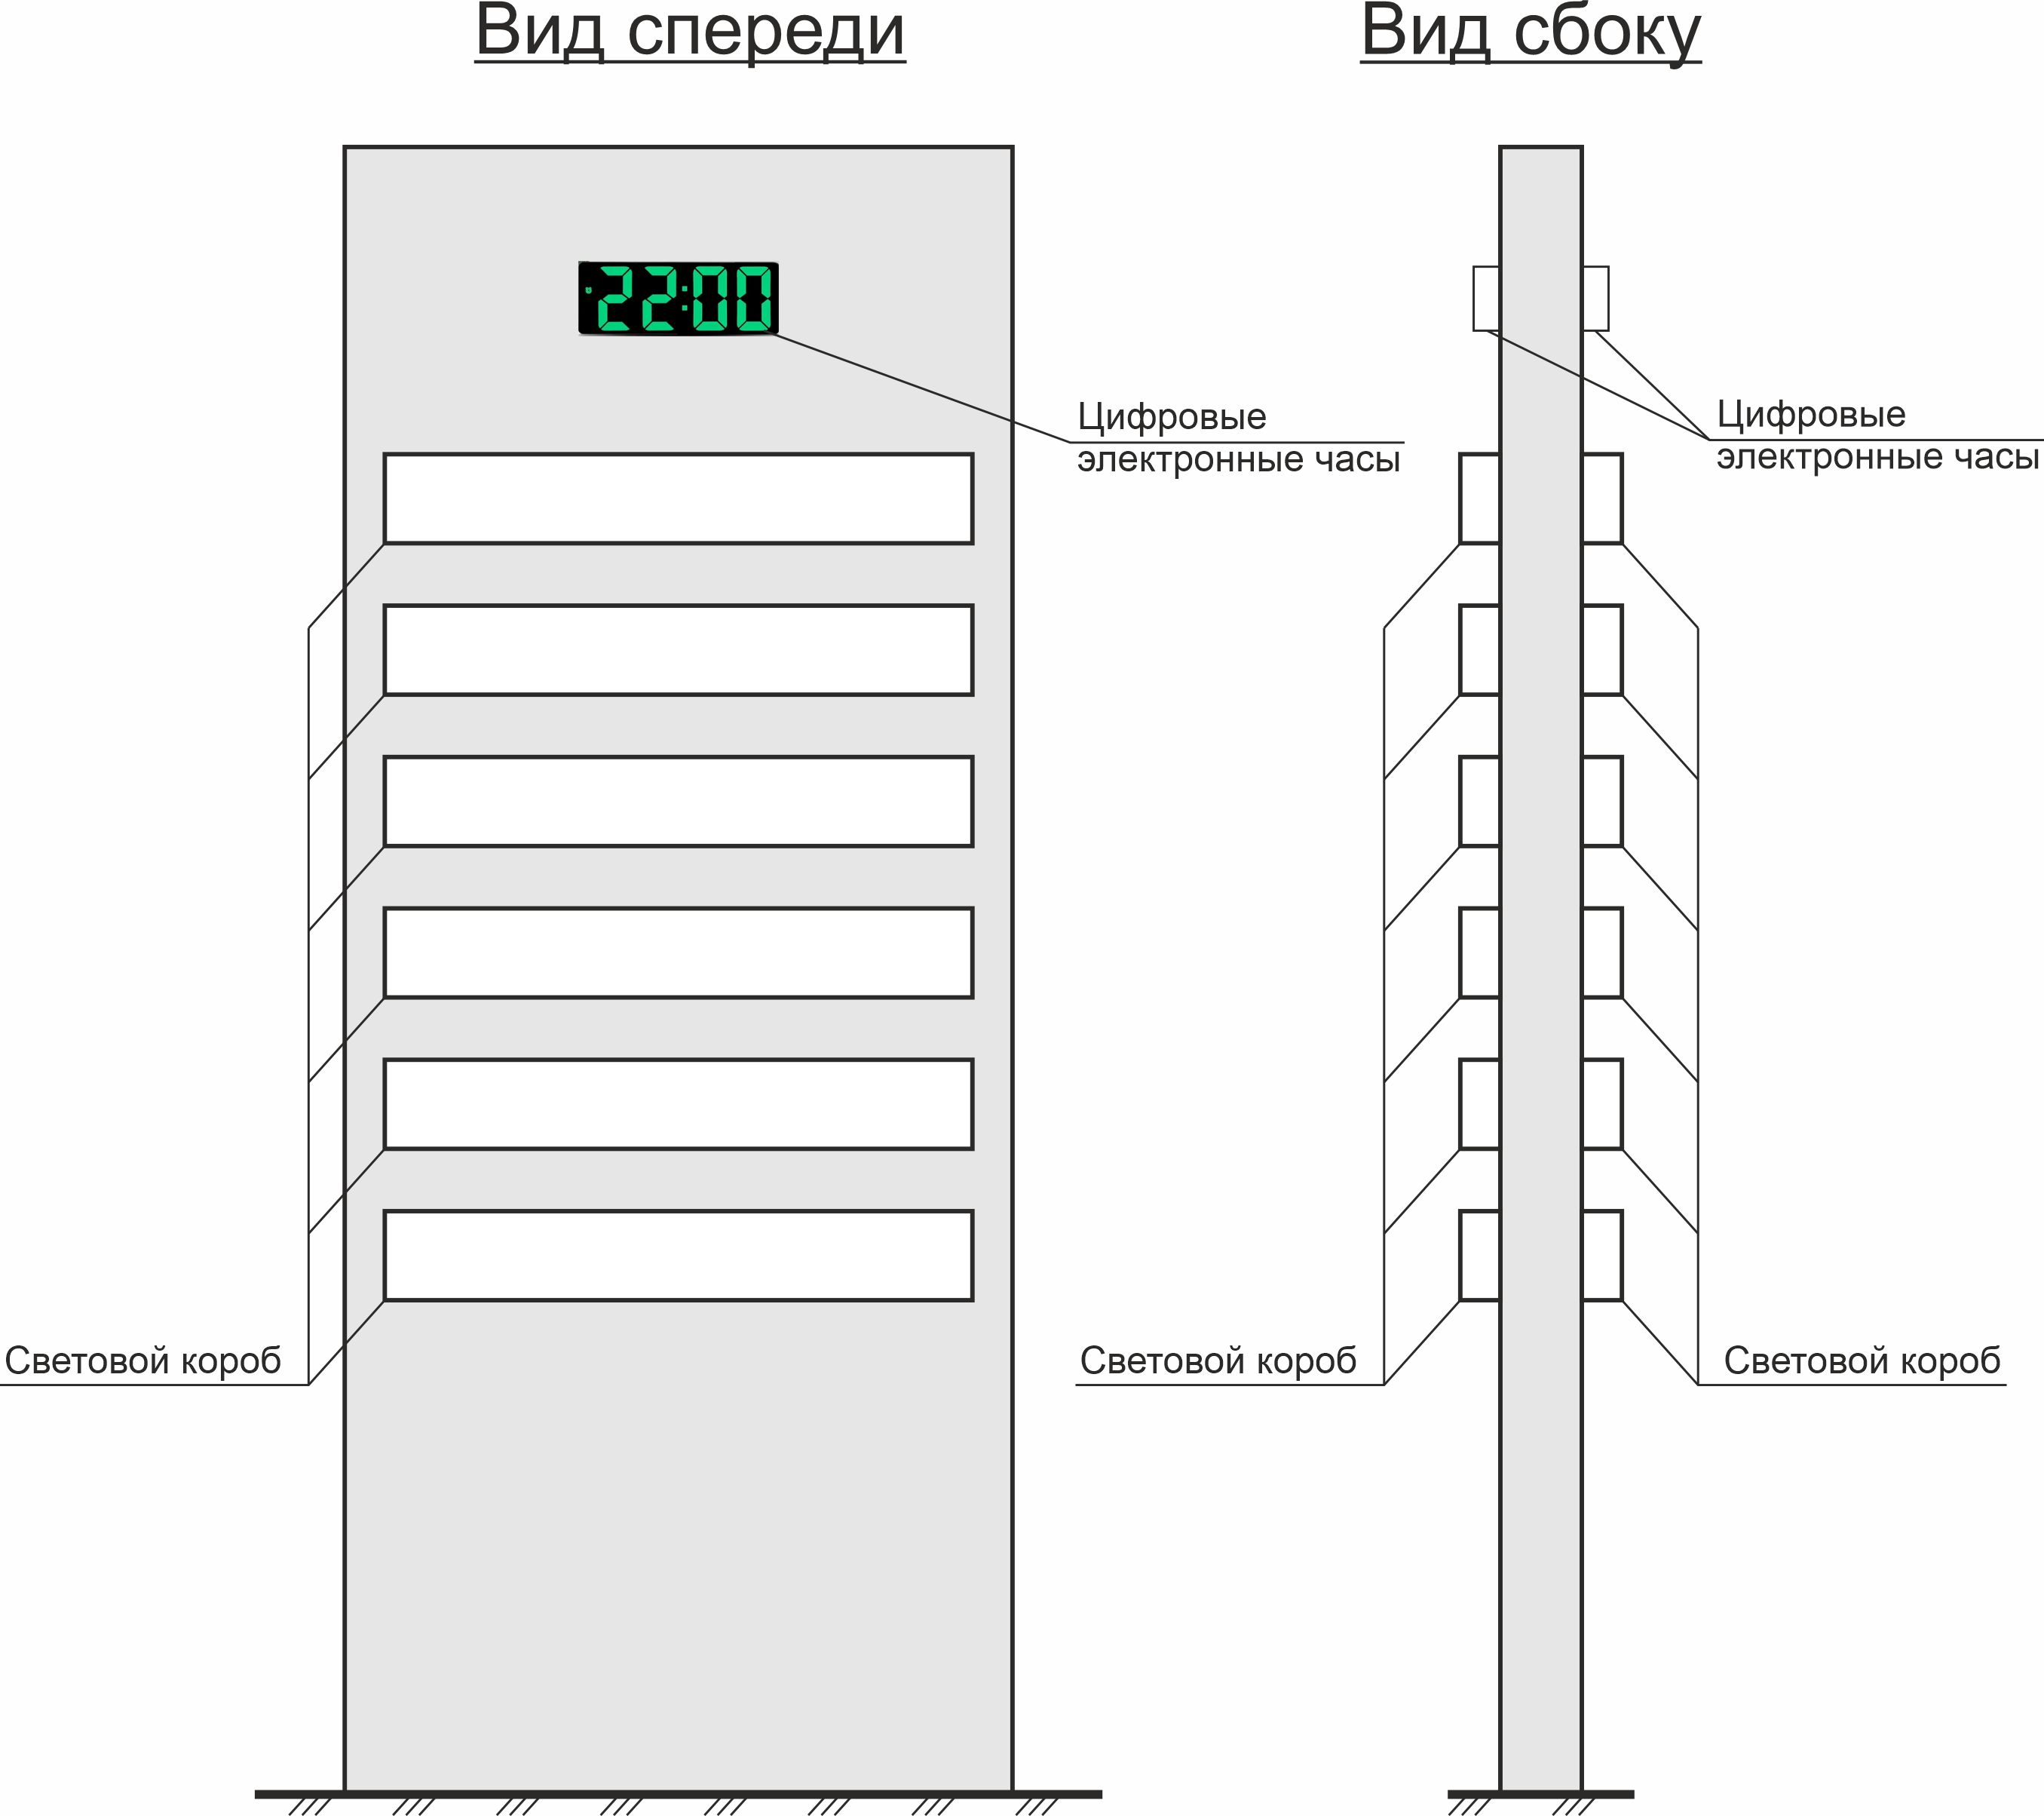 Вид спереди
Вид сбоку
22:00
Цифровые
электронные часы
Цифровые
электронные часы
Световой короб
Световой короб
Световой короб